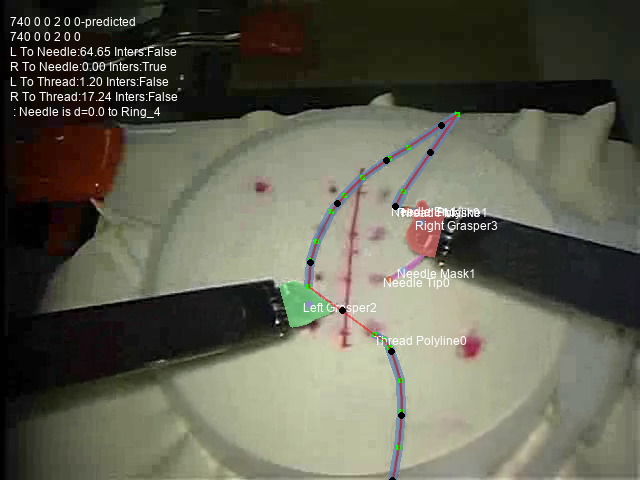 740 0 0 2 0 0-predicted
740 0 0 2 0 0
L To Needle:64.65 Inters:False
R To Needle:0.00 Inters:True
L To Thread:1.20 Inters:False
R To Thread:17.24 Inters:False
: Needle is d=0.0 to Ring_4
Right Grasper3
Needle Mask1
Needle Tip0
Left Grasper2
Thread Polyline0